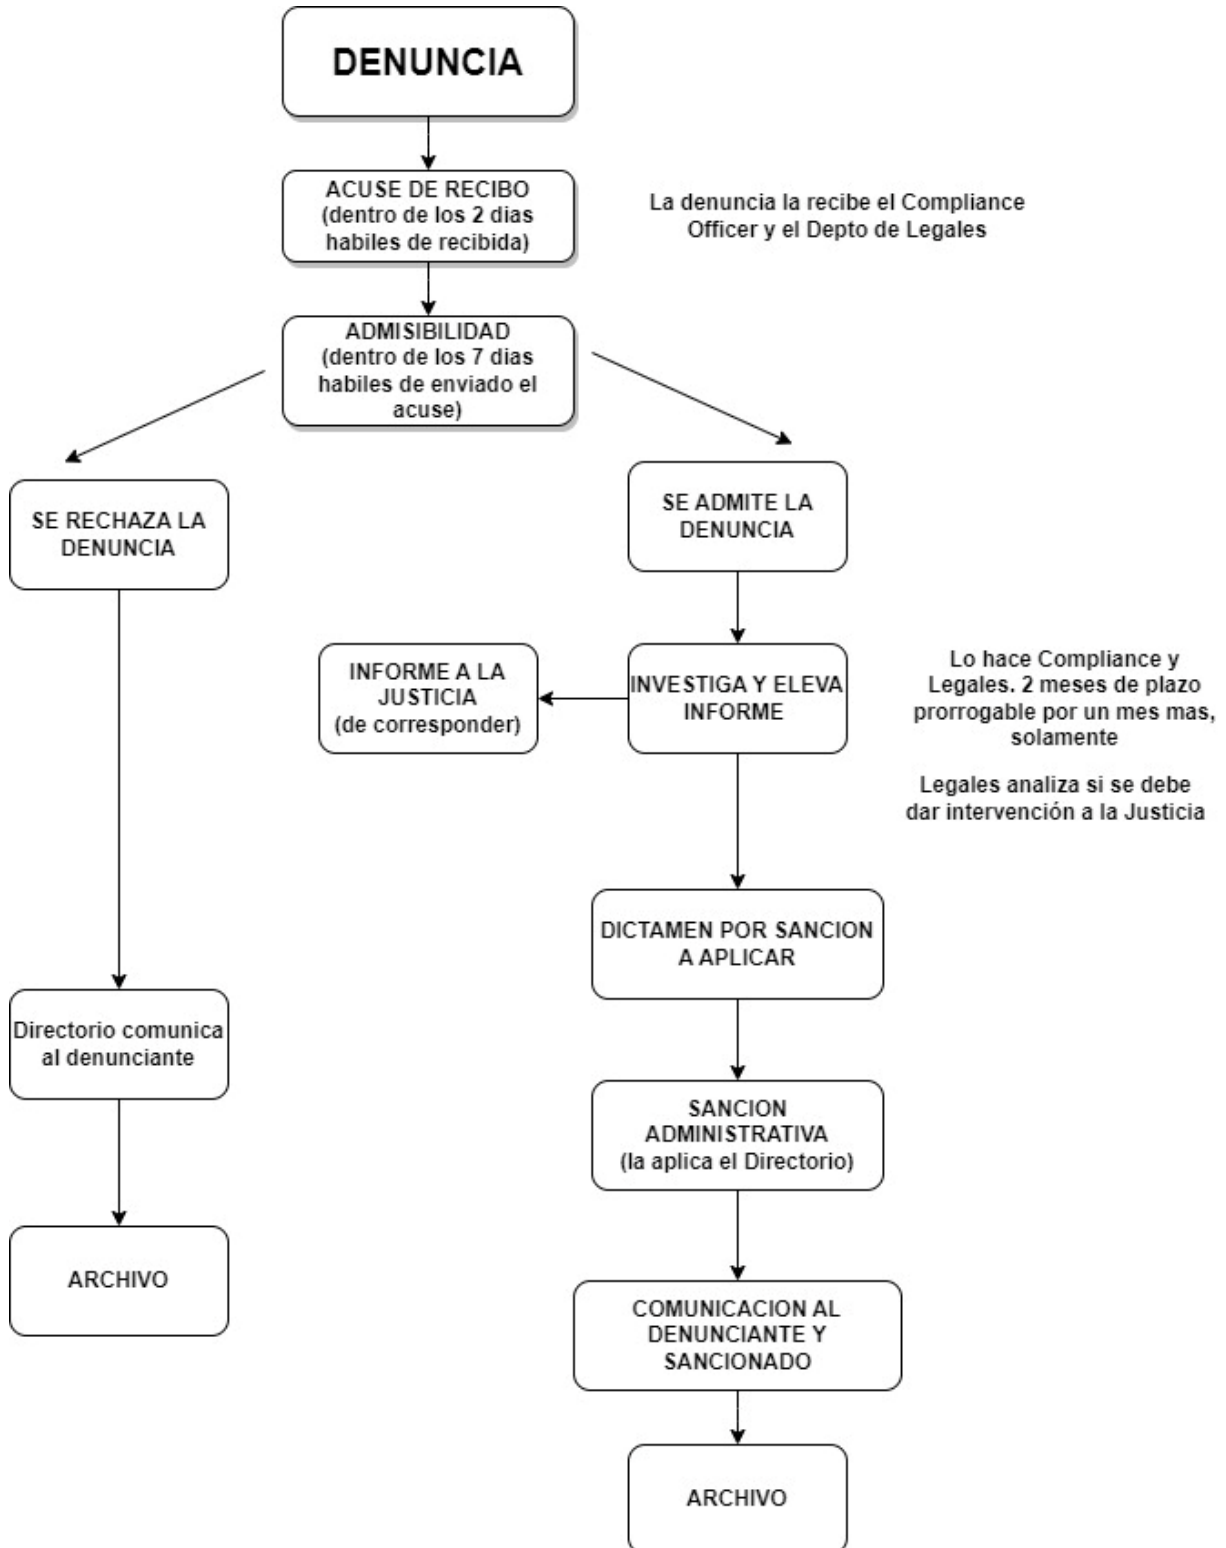 DENUNCIA
ACUSE DE RECIBO
(dentro de los 2 dias
habiles de recibida)
La denuncia la recibe el Compliance
Officer y el Depto de Legales
ADMISIBILIDAD
(dentro de los 7 dias
habiles de enviado el
acuse)
SE RECHAZA LA
DENUNCIA
SE ADMITE LA
DENUNCIA
INFORME A LA
JUSTICIA
(de corresponder)
INVESTIGA Y ELEVA
INFORME
Lo hace Compliance y
Legales. 2 meses de plazo
prorrogable por un mes mas,
solamente
Legales analiza si se debe
dar intervención a la Justicia
DICTAMEN POR SANCION
A APLICAR
Directorio comunica
al denunciante
SANCION
ADMINISTRATIVA
(la aplica el Directorio)
ARCHIVO
COMUNICACION AL
DENUNCIANTE Y
SANCIONADO
ARCHIVO